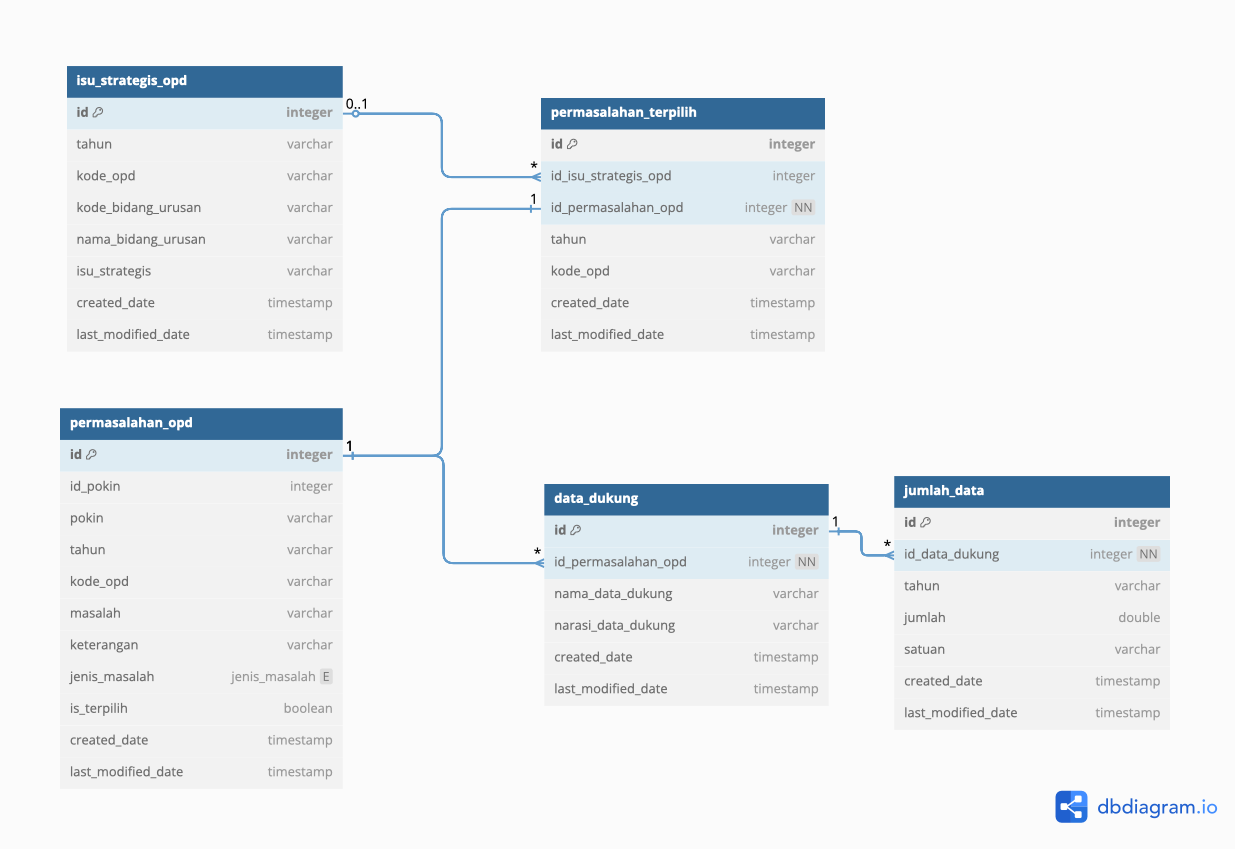 isu_strategis_opd
id integer
tahun varchar
kode_opd varchar
kode_bidang_urusan varchar
nama_bidang_urusan varchar
isu_strategis varchar
created_date timestamp
last_modified_date timestamp
0..1
*
1
permasalahan_terpilih
id integer
id_isu_strategis_opd integer
id_permasalahan_opd integer NN
tahun varchar
kode_opd varchar
created_date timestamp
last_modified_date timestamp
permasalahan_opd
id integer
id_pokin integer
pokin varchar
tahun varchar
kode_opd varchar
masalah varchar
keterangan varchar
jenis_masalah jenis_masalah E
is_terpilih boolean
created_date timestamp
last_modified_date timestamp
1
*
data_dukung
id integer
id_permasalahan_opd integer NN
nama_data_dukung varchar
narasi_data_dukung varchar
created_date timestamp
last_modified_date timestamp
1
*
jumlah_data
id integer
id_data_dukung integer NN
tahun varchar
jumlah double
satuan varchar
created_date timestamp
last_modified_date timestamp
dbdiagram.io